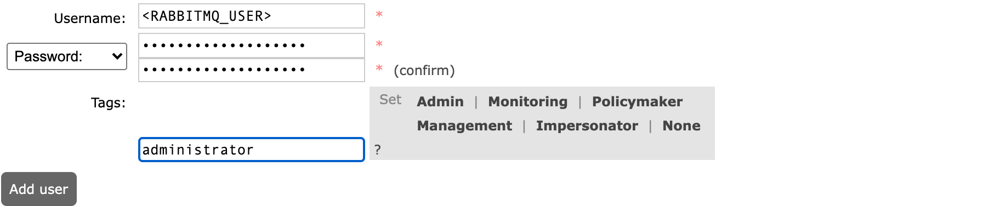 Username: <RABBITMQ_USER> *
Password: ••••••••••••••••••• *
••••••••••••••••••• * (confirm)
Tags: Set Admin | Monitoring | Policymaker
Management | Impersonator | None
administrator ?
Add user